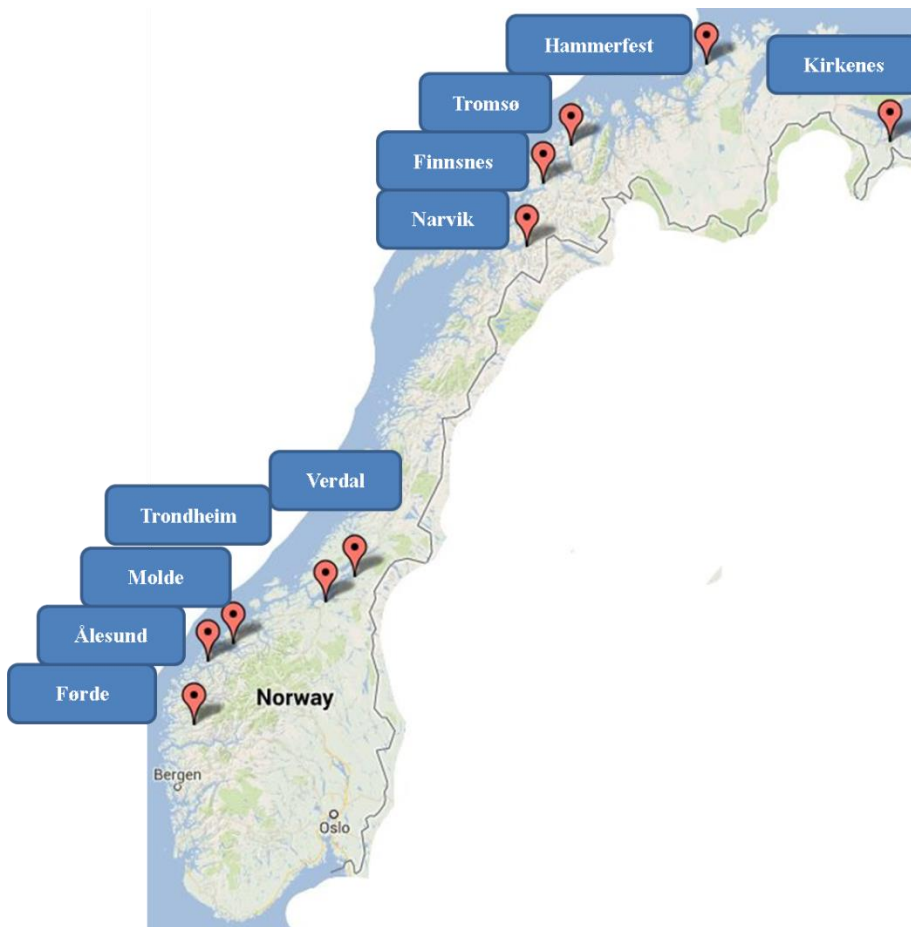 Hammerfest
Kirkenes
Tromsø
Finnsnes
Narvik
Verdal
Trondheim
Molde
Ålesund
Førde
Norway
Bergen
Oslo